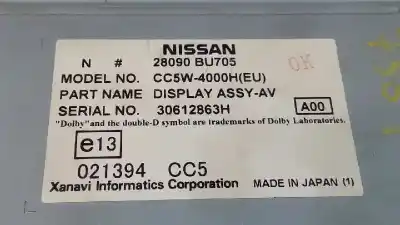 NISSAN
N # 28090 BU705
OK
MODEL NO. CC5W-4000H(EU)
PART NAME DISPLAY ASSY-AV
SERIAL NO. 30612863H A00
"Dolby" and the double-D symbol are trademarks of Dolby Laboratories.
e13
021394 CC5
Xanavi Informatics Corporation MADE IN JAPAN (1)